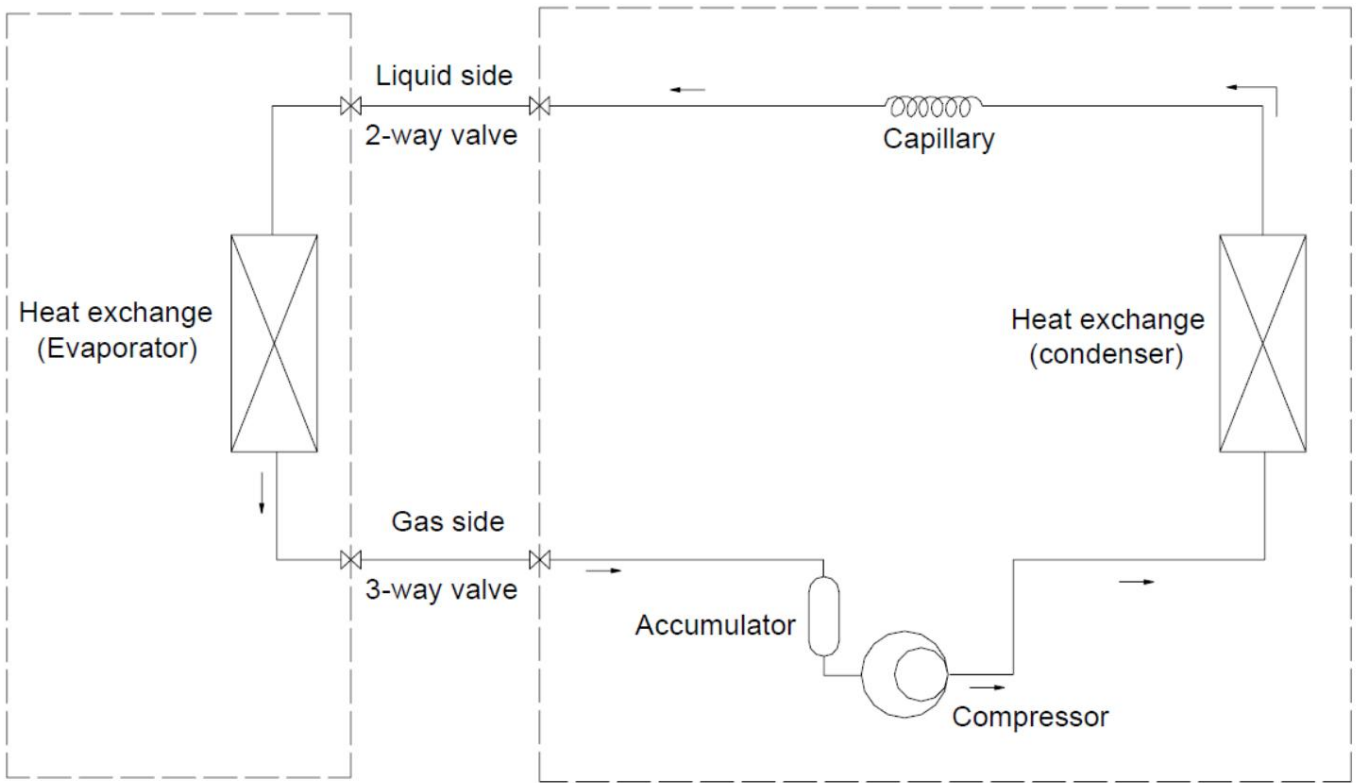 Liquid side
2-way valve
Capillary
Heat exchange
(Evaporator)
Heat exchange
(condenser)
Gas side
3-way valve
Accumulator
Compressor